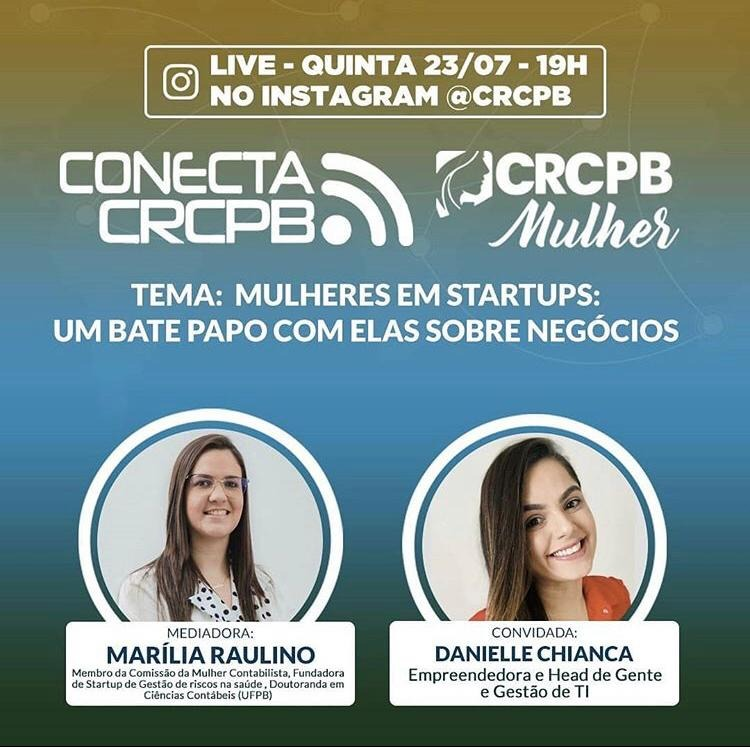 LIVE - QUINTA 23/07 - 19H
NO INSTAGRAM @CRCPB
CONECTA
CRCPB
CRCPB
Mulher
TEMA: MULHERES EM STARTUPS:
UM BATE PAPO COM ELAS SOBRE NEGÓCIOS
MEDIADORA:
MARÍLIA RAULINO
Membro da Comissão da Mulher Contabilista, Fundadora
de Startup de Gestão de riscos na saúde , Doutoranda em
Ciências Contábeis (UFPB)
CONVIDADA:
DANIELLE CHIANCA
Empreendedora e Head de Gente
e Gestão de TI